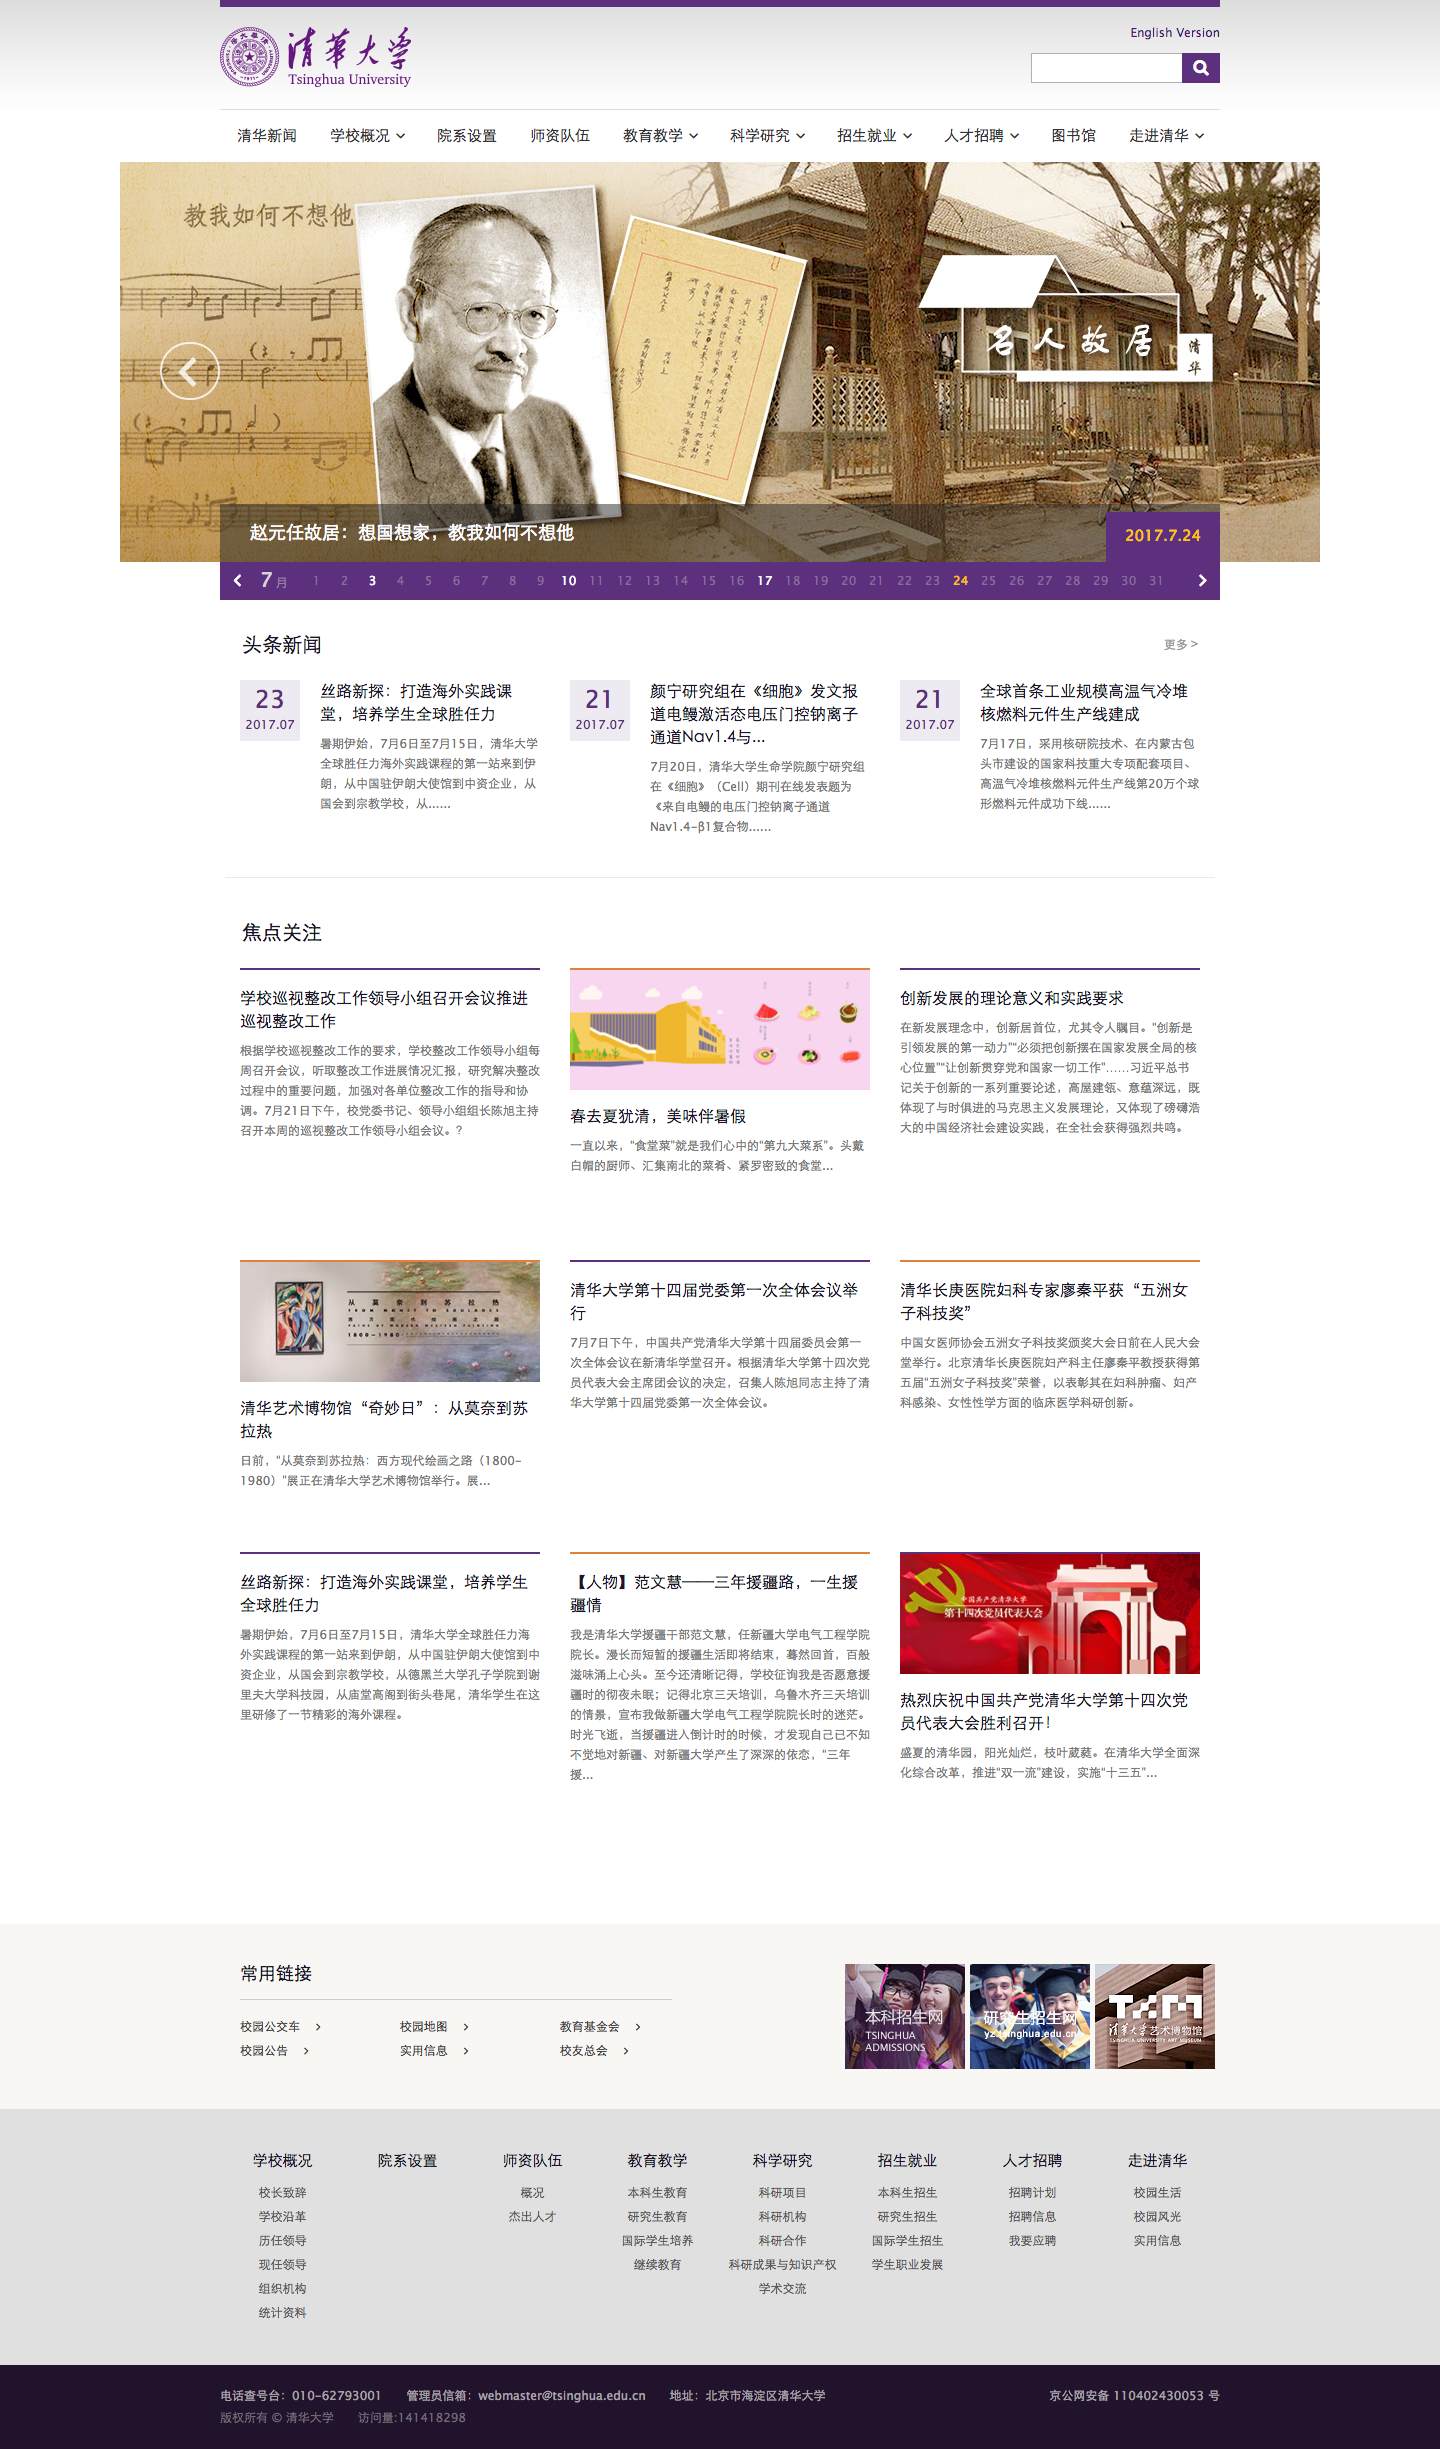 清華大学
Tsinghua University
English Version
清华新闻 学校概况 院系设置 师资队伍 教育教学 科学研究 招生就业 人才招聘 图书馆 走进清华
教我如何不想他
名人故居
清华
赵元任故居：想国想家，教我如何不想他
2017.7.24
7月 1 2 3 4 5 6 7 8 9 10 11 12 13 14 15 16 17 18 19 20 21 22 23 24 25 26 27 28 29 30 31
头条新闻
更多 >
23
2017.07
丝路新探：打造海外实践课
堂，培养学生全球胜任力
暑期伊始，7月6日至7月15日，清华大学
全球胜任力海外实践课程的第一站来到伊
朗，从中国驻伊朗大使馆到中资企业，从
国会到宗教学校，从......
21
2017.07
颜宁研究组在《细胞》发文报
道电鳗激活态电压门控钠离子
通道Nav1.4与...
7月20日，清华大学生命学院颜宁研究组
在《细胞》（Cell）期刊在线发表题为
《来自电鳗的电压门控钠离子通道
Nav1.4-β1复合物......
21
2017.07
全球首条工业规模高温气冷堆
核燃料元件生产线建成
7月17日，采用核研院技术、在内蒙古包
头市建设的国家科技重大专项配套项目、
高温气冷堆核燃料元件生产线第20万个球
形燃料元件成功下线......
焦点关注
学校巡视整改工作领导小组召开会议推进
巡视整改工作
根据学校巡视整改工作的要求，学校整改工作领导小组每
周召开会议，听取整改工作进展情况汇报，研究解决整改
过程中的重要问题，加强对各单位整改工作的指导和协
调。7月21日下午，校党委书记、领导小组组长陈旭主持
召开本周的巡视整改工作领导小组会议。?
春去夏犹清，美味伴暑假
一直以来，“食堂菜”就是我们心中的“第九大菜系”。头戴
白帽的厨师、汇集南北的菜肴、紧罗密致的食堂...
创新发展的理论意义和实践要求
在新发展理念中，创新居首位，尤其令人瞩目。“创新是
引领发展的第一动力”“必须把创新摆在国家发展全局的核
心位置”“让创新贯穿党和国家一切工作”……习近平总书
记关于创新的一系列重要论述，高屋建瓴、意蕴深远，既
体现了与时俱进的马克思主义发展理论，又体现了磅礴浩
大的中国经济社会建设实践，在全社会获得强烈共鸣。
从莫奈到苏拉热
FROM MONET TO SOULAGES
西方现代绘画之路
PATHS OF MODERN WESTERN PAINTING
1800-1980
清华艺术博物馆“奇妙日”：从莫奈到苏
拉热
日前，“从莫奈到苏拉热：西方现代绘画之路（1800-
1980）”展正在清华大学艺术博物馆举行。展...
清华大学第十四届党委第一次全体会议举
行
7月7日下午，中国共产党清华大学第十四届委员会第一
次全体会议在新清华学堂召开。根据清华大学第十四次党
员代表大会主席团会议的决定，召集人陈旭同志主持了清
华大学第十四届党委第一次全体会议。
清华长庚医院妇科专家廖秦平获“五洲女
子科技奖”
中国女医师协会五洲女子科技奖颁奖大会日前在人民大会
堂举行。北京清华长庚医院妇产科主任廖秦平教授获得第
五届“五洲女子科技奖”荣誉，以表彰其在妇科肿瘤、妇产
科感染、女性性学方面的临床医学科研创新。
丝路新探：打造海外实践课堂，培养学生
全球胜任力
暑期伊始，7月6日至7月15日，清华大学全球胜任力海
外实践课程的第一站来到伊朗，从中国驻伊朗大使馆到中
资企业，从国会到宗教学校，从德黑兰大学孔子学院到谢
里夫大学科技园，从庙堂高阁到街头巷尾，清华学生在这
里研修了一节精彩的海外课程。
【人物】范文慧——三年援疆路，一生援
疆情
我是清华大学援疆干部范文慧，任新疆大学电气工程学院
院长。漫长而短暂的援疆生活即将结束，蓦然回首，百般
滋味涌上心头。至今还清晰记得，学校征询我是否愿意援
疆时的彻夜未眠；记得北京三天培训，乌鲁木齐三天培训
的情景，宣布我做新疆大学电气工程学院院长时的迷茫。
时光飞逝，当援疆进入倒计时的时候，才发现自己已不知
不觉地对新疆、对新疆大学产生了深深的依恋，“三年
援...
中国共产党清华大学
第十四次党员代表大会
热烈庆祝中国共产党清华大学第十四次党
员代表大会胜利召开！
盛夏的清华园，阳光灿烂，枝叶葳蕤。在清华大学全面深
化综合改革，推进“双一流”建设，实施“十三五”...
常用链接
校园公交车 校园地图 教育基金会
校园公告 实用信息 校友总会
本科招生网
TSINGHUA
ADMISSIONS
研究生招生网
yz.tsinghua.edu.cn
TAM
清华大学艺术博物馆
TSINGHUA UNIVERSITY ART MUSEUM
学校概况
校长致辞
学校沿革
历任领导
现任领导
组织机构
统计资料
院系设置
师资队伍
概况
杰出人才
教育教学
本科生教育
研究生教育
国际学生培养
继续教育
科学研究
科研项目
科研机构
科研合作
科研成果与知识产权
学术交流
招生就业
本科生招生
研究生招生
国际学生招生
学生职业发展
人才招聘
招聘计划
招聘信息
我要应聘
走进清华
校园生活
校园风光
实用信息
电话查号台：010-62793001 管理员信箱：webmaster@tsinghua.edu.cn 地址：北京市海淀区清华大学 京公网安备 110402430053 号
版权所有 © 清华大学 访问量:141418298